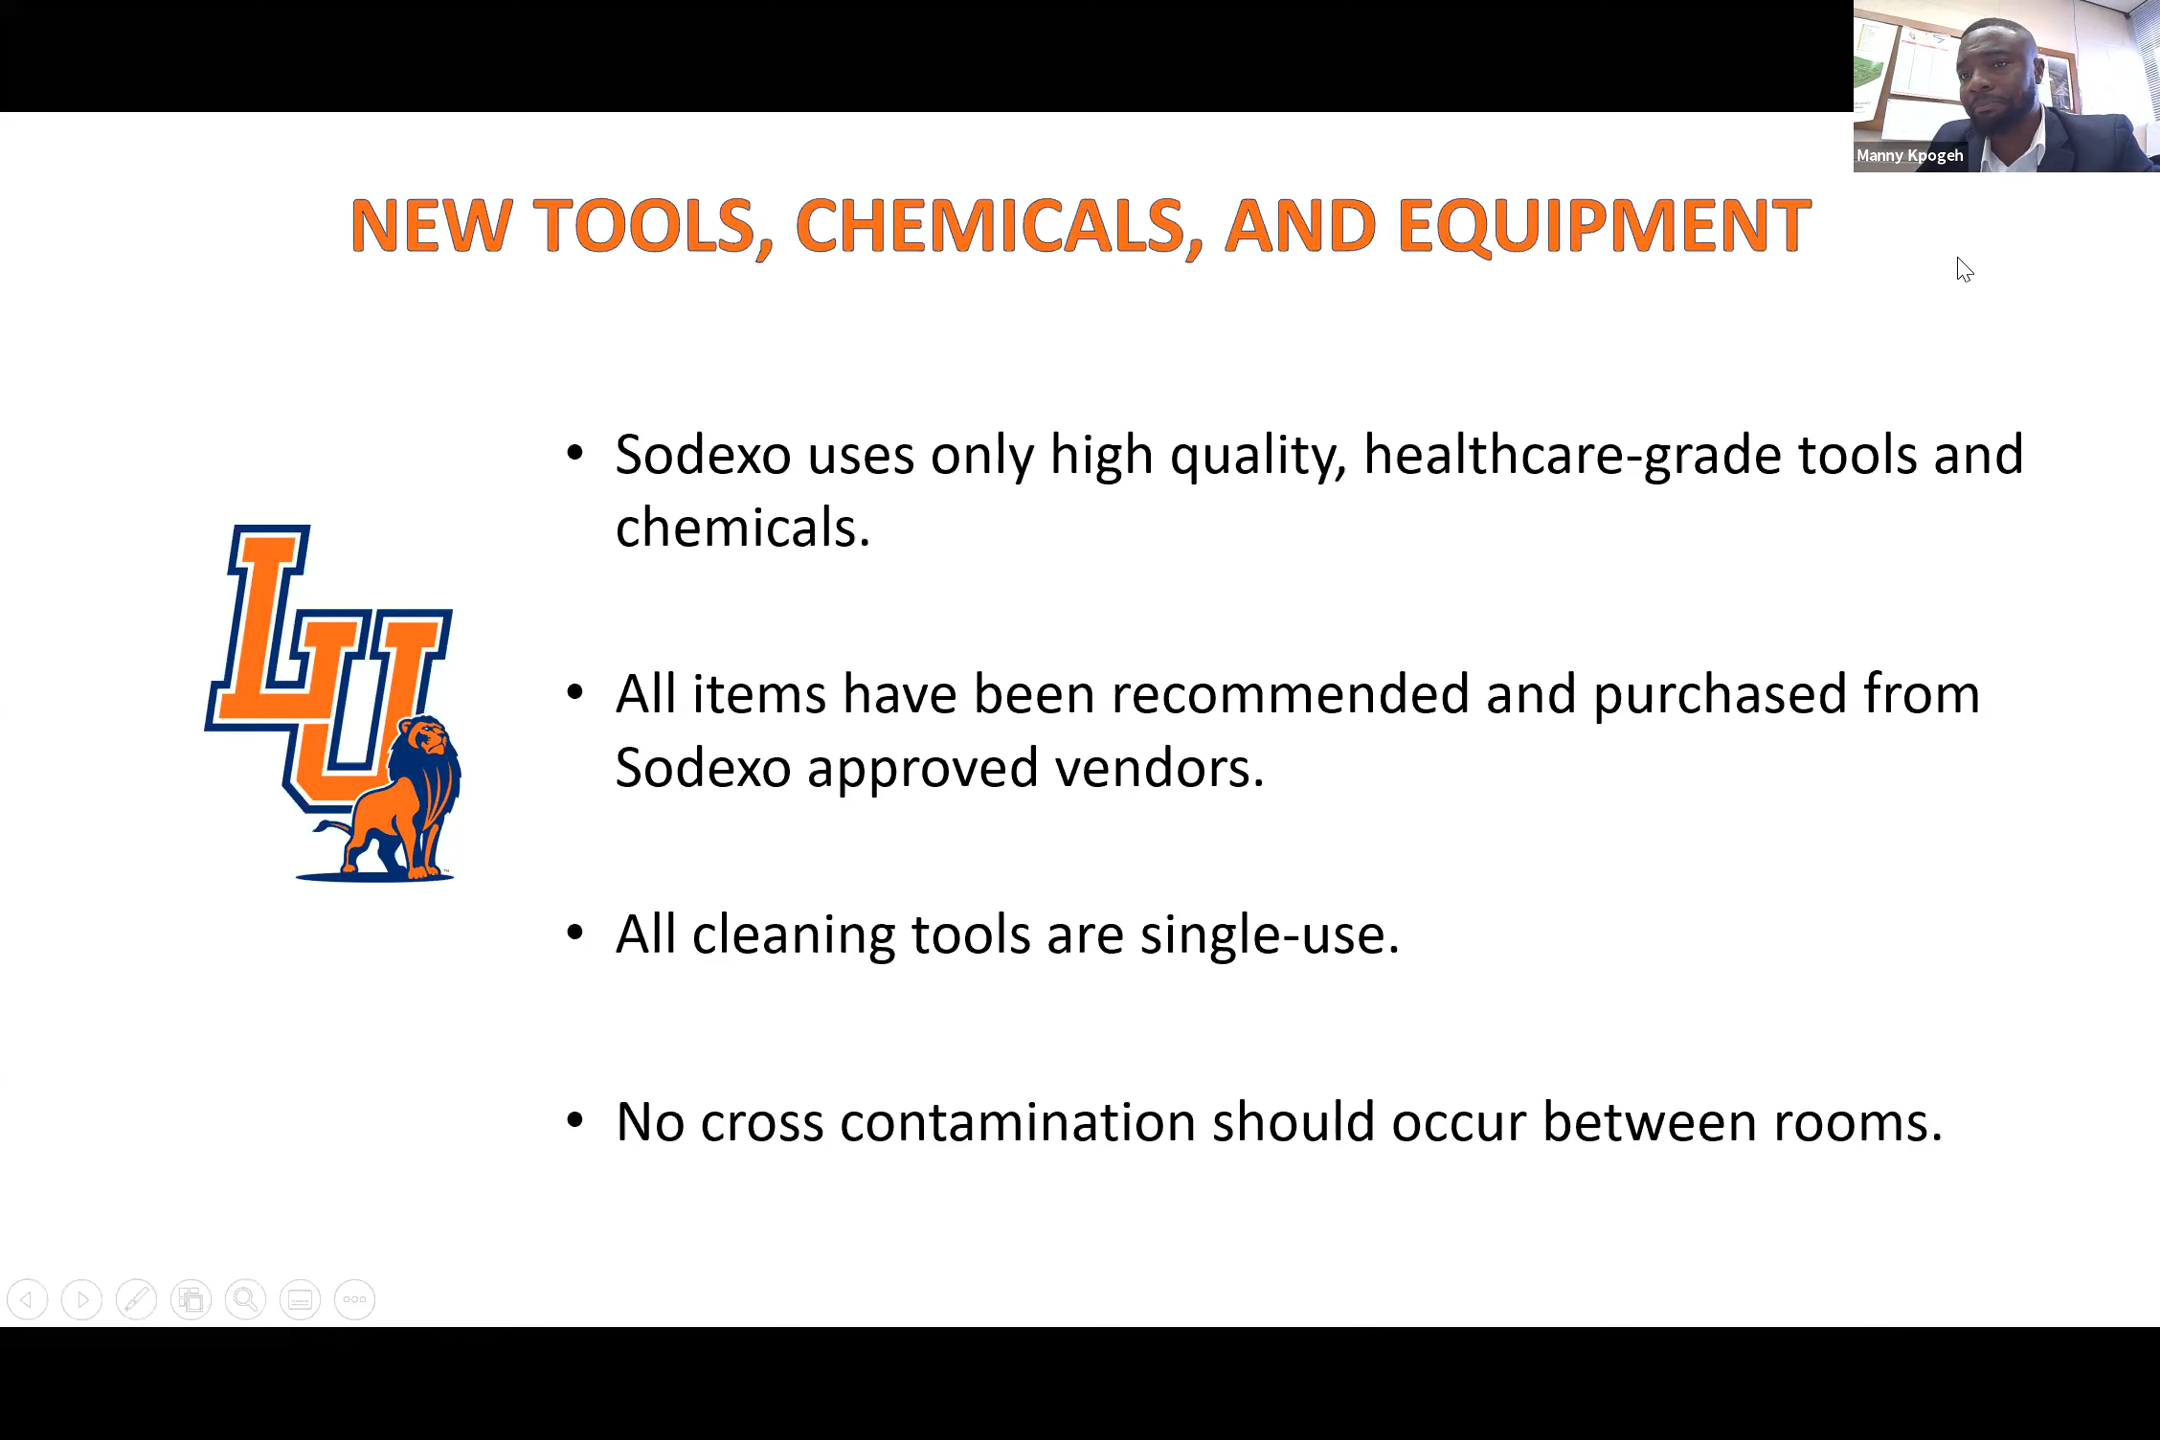 Manny Kpogeh
NEW TOOLS, CHEMICALS, AND EQUIPMENT
• Sodexo uses only high quality, healthcare-grade tools and
chemicals.
LU
• All items have been recommended and purchased from
Sodexo approved vendors.
• All cleaning tools are single-use.
• No cross contamination should occur between rooms.